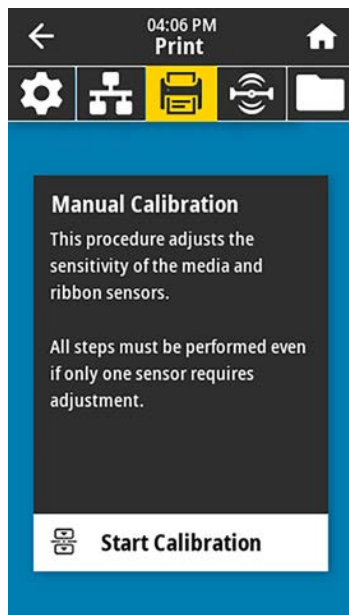 04:06 PM
Print
Manual Calibration
This procedure adjusts the
sensitivity of the media and
ribbon sensors.
All steps must be performed even
if only one sensor requires
adjustment.
Start Calibration